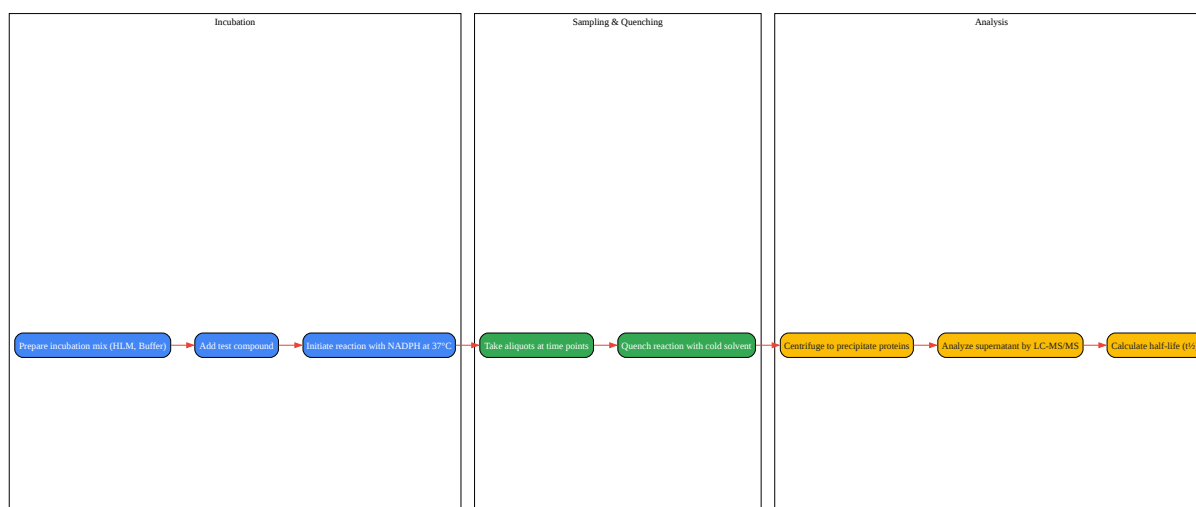 Incubation
Sampling & Quenching
Analysis
Prepare incubation mix (HLM, Buffer)
Add test compound
Initiate reaction with NADPH at 37°C
Take aliquots at time points
Quench reaction with cold solvent
Centrifuge to precipitate proteins
Analyze supernatant by LC-MS/MS
Calculate half-life (t½